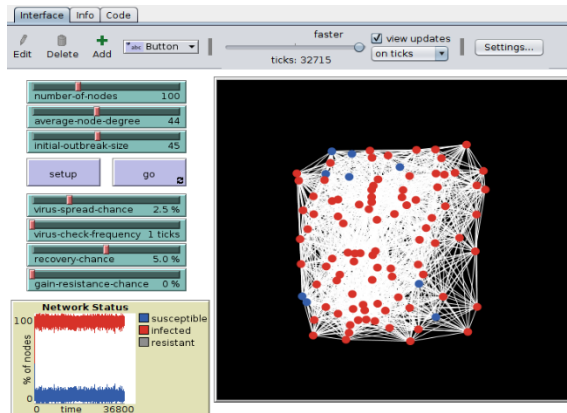 Interface Info Code
Edit Delete Add
abc Button
faster
ticks: 32715
view updates
on ticks
Settings...
number-of-nodes 100
average-node-degree 44
initial-outbreak-size 45
setup go
virus-spread-chance 2.5 %
virus-check-frequency 1 ticks
recovery-chance 5.0 %
gain-resistance-chance 0 %
Network Status
100
% of nodes
0
time
36800
susceptible
infected
resistant